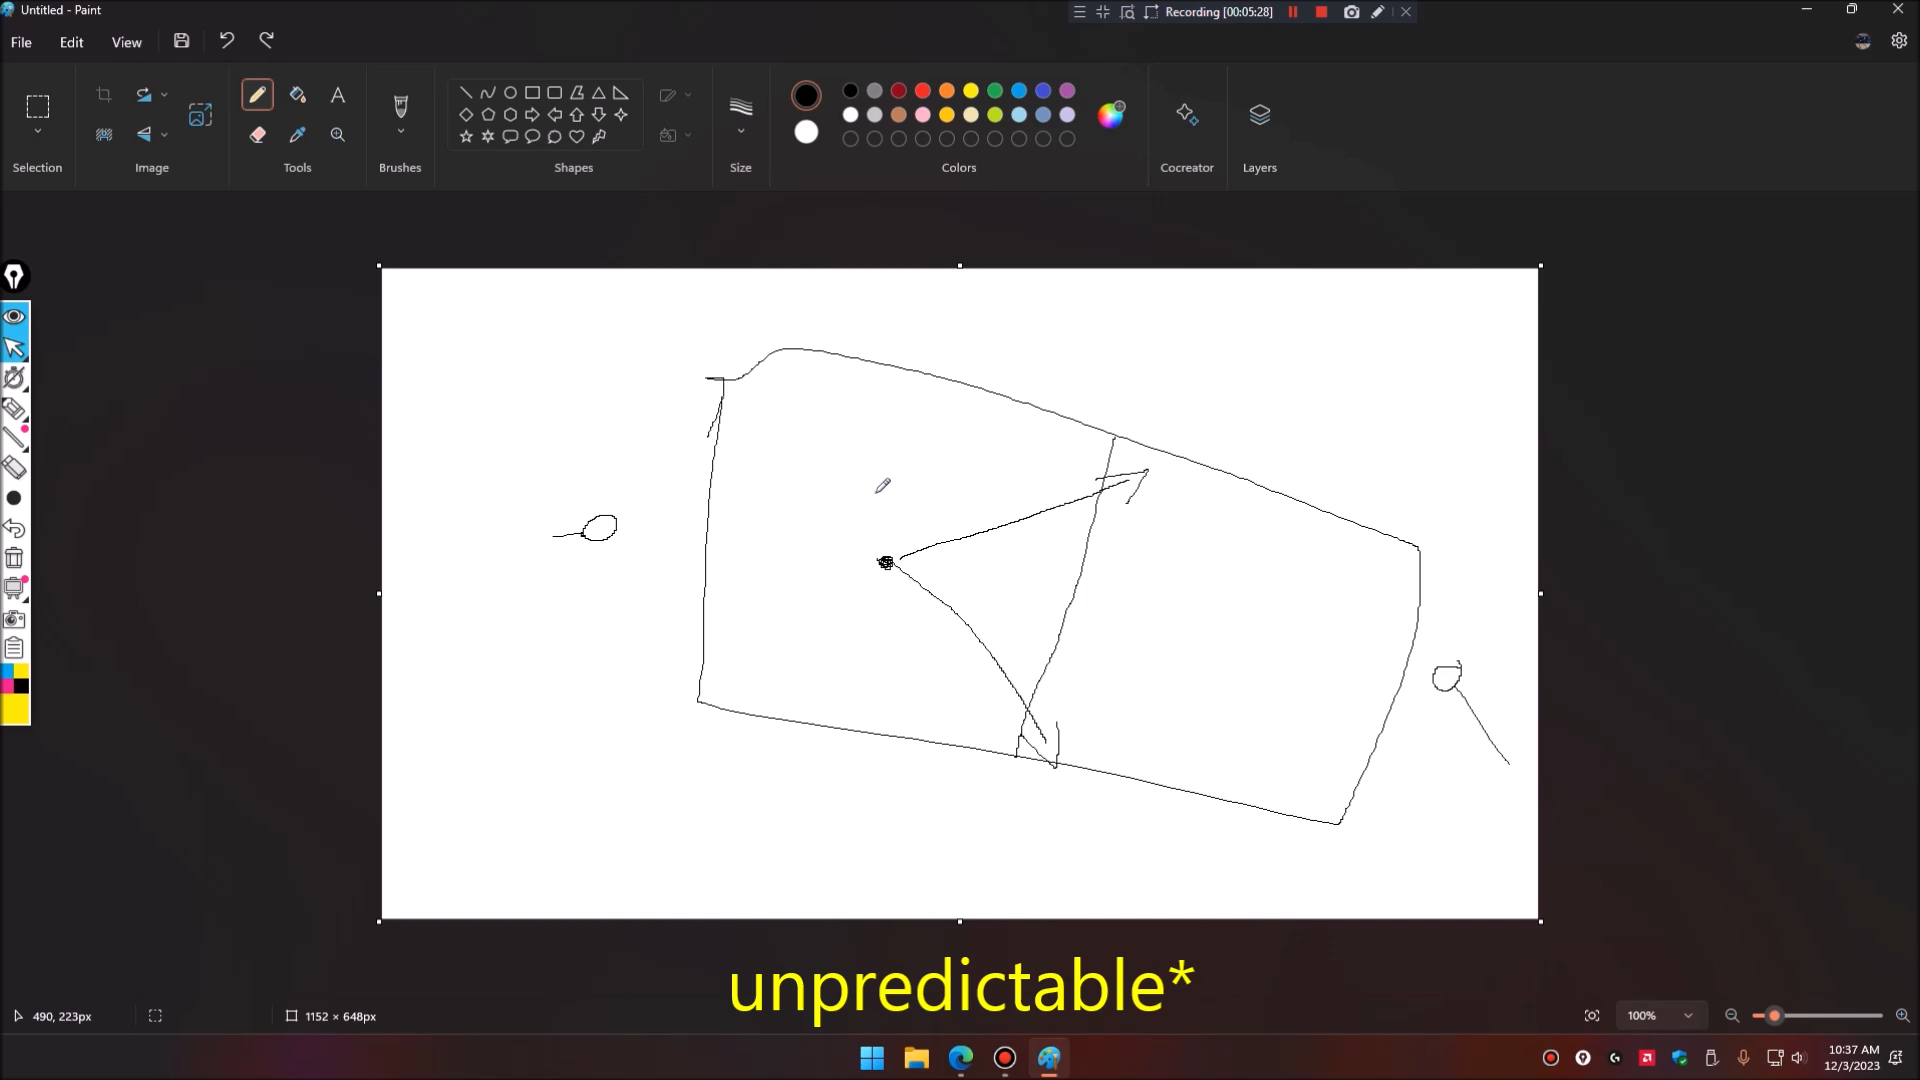 Untitled - Paint
Recording [00:05:28]
File Edit View
Selection Image Tools Brushes Shapes Size Colors Cocreator Layers
unpredictable*
490, 223px
1152 × 648px
100%
10:37 AM
12/3/2023